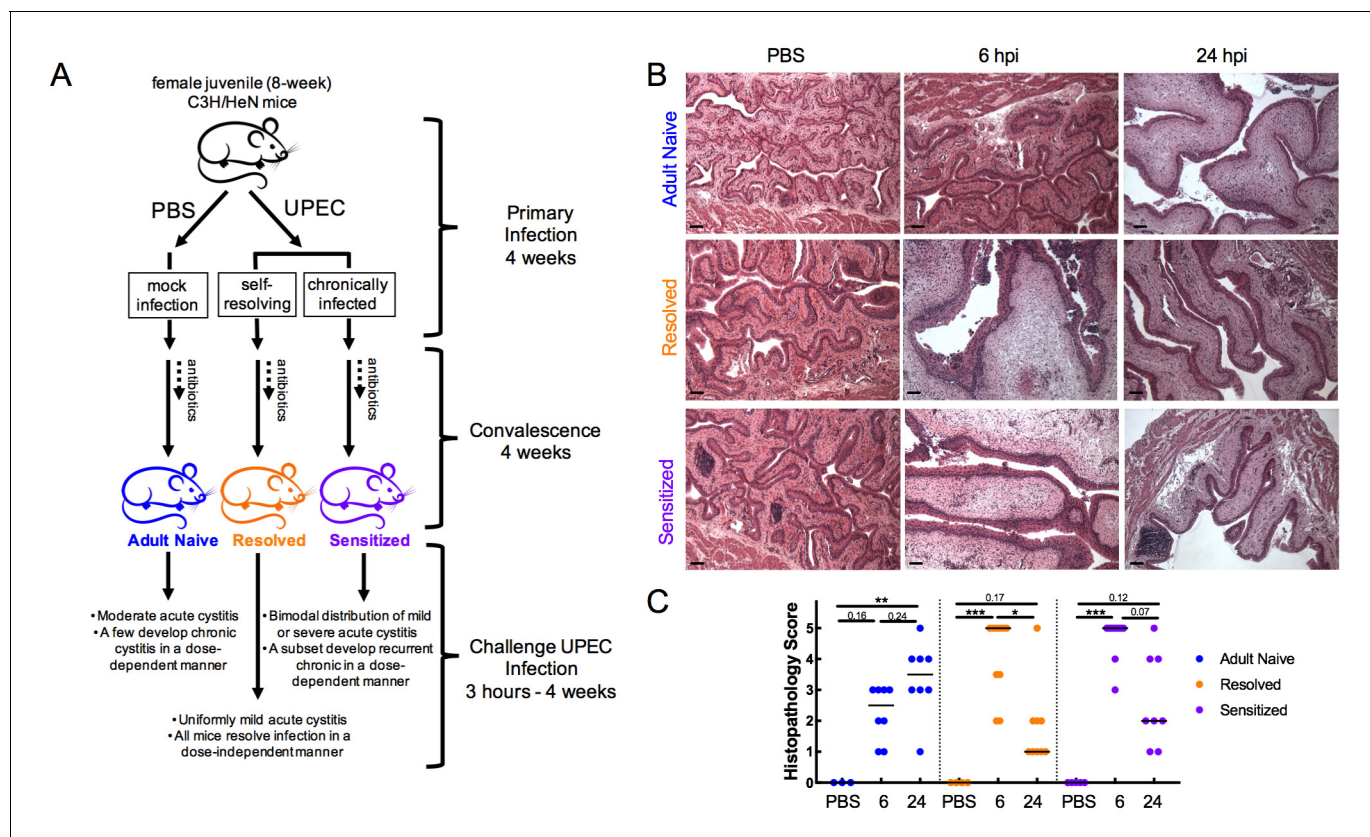 A
female juvenile (8-week)
C3H/HeN mice
PBS
UPEC
mock
infection
self-
resolving
chronically
infected
Primary
Infection
4 weeks
antibiotics
antibiotics
antibiotics
Convalescence
4 weeks
Adult Naive
Resolved
Sensitized
• Moderate acute cystitis
• A few develop chronic
cystitis in a dose-
dependent manner
• Bimodal distribution of mild
or severe acute cystitis
• A subset develop recurrent
chronic in a dose-
dependent manner
• Uniformly mild acute cystitis
• All mice resolve infection in a
dose-independent manner
Challenge UPEC
Infection
3 hours - 4 weeks
B
PBS
6 hpi
24 hpi
Adult Naive
Resolved
Sensitized
C
Histopathology Score
5
4
3
2
1
0
**
0.16
0.24
0.17
***
*
0.12
***
0.07
PBS
6
24
PBS
6
24
PBS
6
24
Adult Naive
Resolved
Sensitized